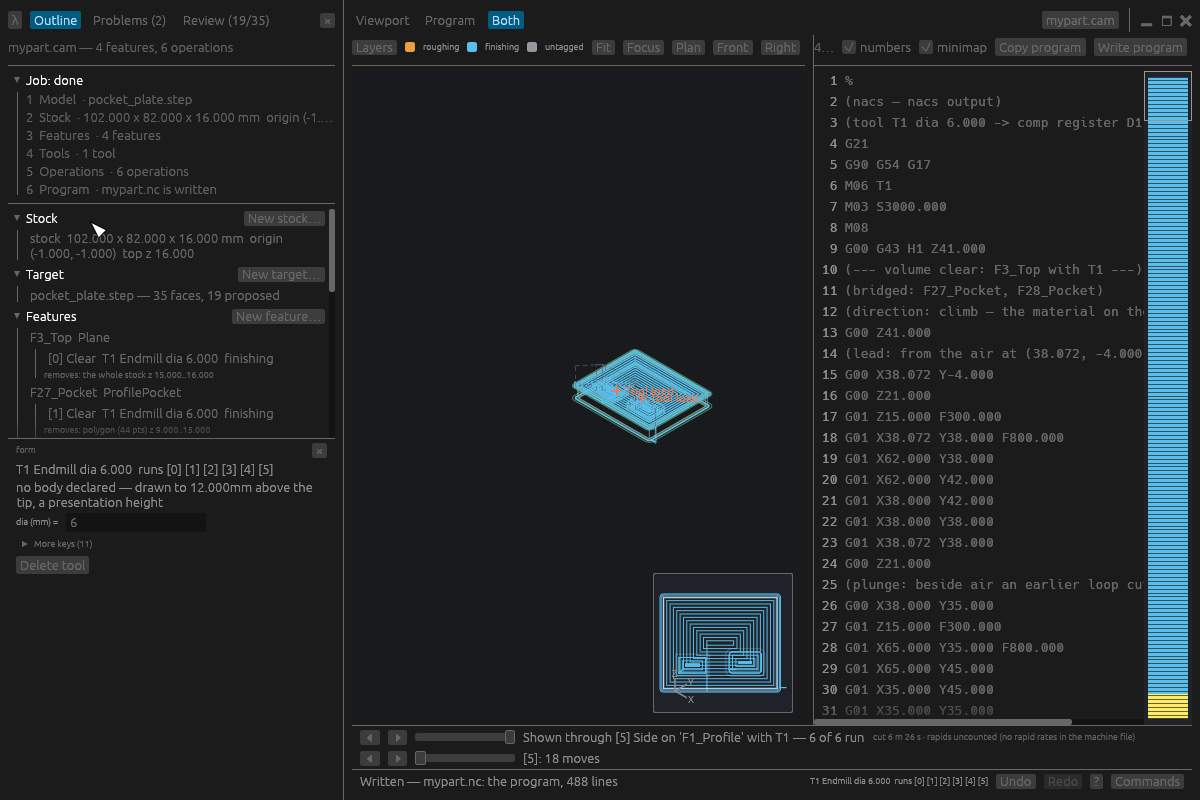 λ Outline Problems (2) Review (19/35) ×
mypart.cam — 4 features, 6 operations
Job: done
1 Model · pocket_plate.step
2 Stock · 102.000 x 82.000 x 16.000 mm origin (-1....
3 Features · 4 features
4 Tools · 1 tool
5 Operations · 6 operations
6 Program · mypart.nc is written
Stock New stock...
stock 102.000 x 82.000 x 16.000 mm origin
(-1.000, -1.000) top z 16.000
Target New target...
pocket_plate.step — 35 faces, 19 proposed
Features New feature...
F3_Top Plane
[0] Clear T1 Endmill dia 6.000 finishing
removes: the whole stock z 15.000..16.000
F27_Pocket ProfilePocket
[1] Clear T1 Endmill dia 6.000 finishing
removes: polygon (44 pts) z 9.000..15.000
form ×
T1 Endmill dia 6.000 runs [0] [1] [2] [3] [4] [5]
no body declared — drawn to 12.000mm above the
tip, a presentation height
dia (mm) = 6
More keys (11)
Delete tool
Viewport Program Both
mypart.cam
Layers roughing finishing untagged Fit Focus Plan Front Right
4... numbers minimap Copy program Write program
1 %
2 (nacs — nacs output)
3 (tool T1 dia 6.000 -> comp register D1
4 G21
5 G90 G54 G17
6 M06 T1
7 M03 S3000.000
8 M08
9 G00 G43 H1 Z41.000
10 (--- volume clear: F3_Top with T1 ---)
11 (bridged: F27_Pocket, F28_Pocket)
12 (direction: climb — the material on the
13 G00 Z41.000
14 (lead: from the air at (38.072, -4.000
15 G00 X38.072 Y-4.000
16 G00 Z21.000
17 G01 Z15.000 F300.000
18 G01 X38.072 Y38.000 F800.000
19 G01 X62.000 Y38.000
20 G01 X62.000 Y42.000
21 G01 X38.000 Y42.000
22 G01 X38.000 Y38.000
23 G01 X38.072 Y38.000
24 G00 Z21.000
25 (plunge: beside air an earlier loop cu
26 G00 X38.000 Y35.000
27 G01 Z15.000 F300.000
28 G01 X65.000 Y35.000 F800.000
29 G01 X65.000 Y45.000
30 G01 X35.000 Y45.000
31 G01 X35.000 Y35.000
Y
X
Shown through [5] Side on 'F1_Profile' with T1 — 6 of 6 run cut 6 m 26 s · rapids uncounted (no rapid rates in the machine file)
[5]: 18 moves
Written — mypart.nc: the program, 488 lines
T1 Endmill dia 6.000 runs [0] [1] [2] [3] [4] [5] Undo Redo ? Commands